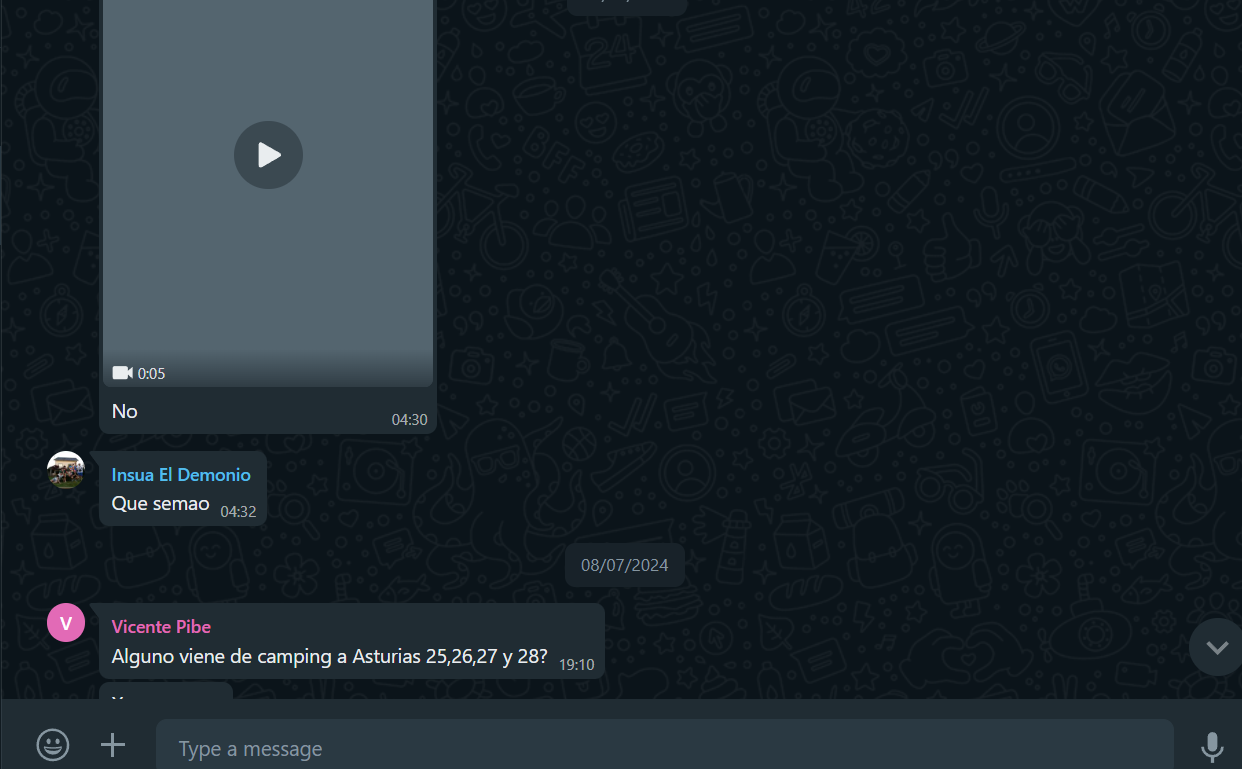 0:05
No
04:30
Insua El Demonio
Que semao
04:32
08/07/2024
V
Vicente Pibe
Alguno viene de camping a Asturias 25,26,27 y 28?
19:10
Type a message